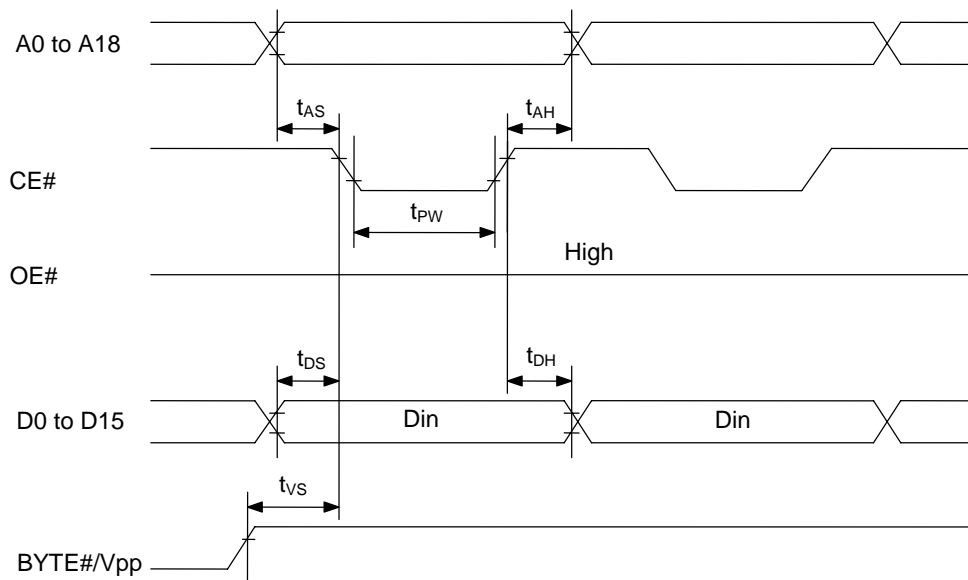 A0 to A18
tAS
tAH
CE#
tPW
High
OE#
tDS
tDH
D0 to D15
Din
Din
tVS
BYTE#/Vpp